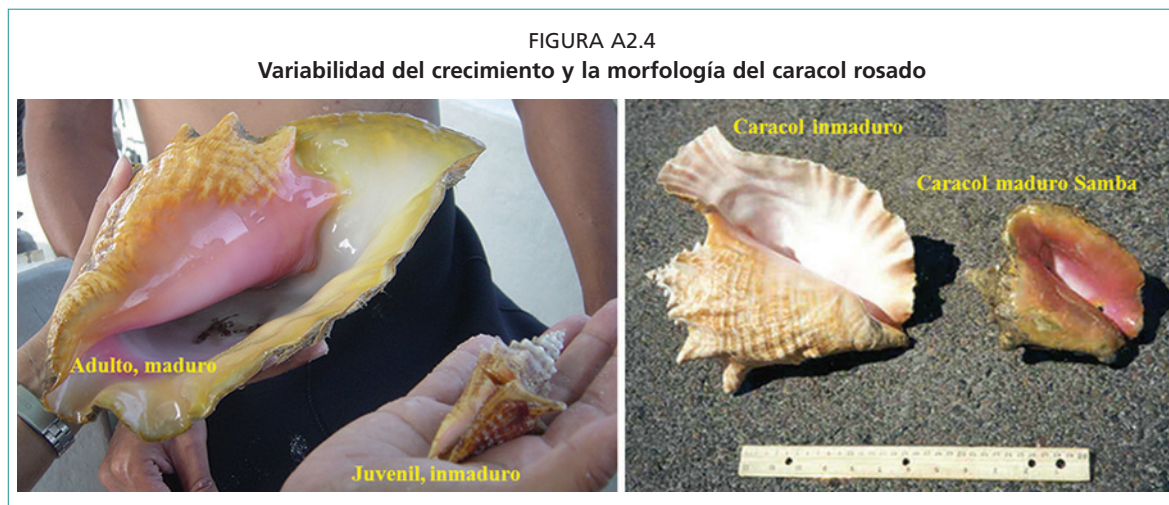 FIGURA A2.4
Variabilidad del crecimiento y la morfología del caracol rosado
Adulto, maduro
Juvenil, inmaduro
Caracol inmaduro
Caracol maduro Samba